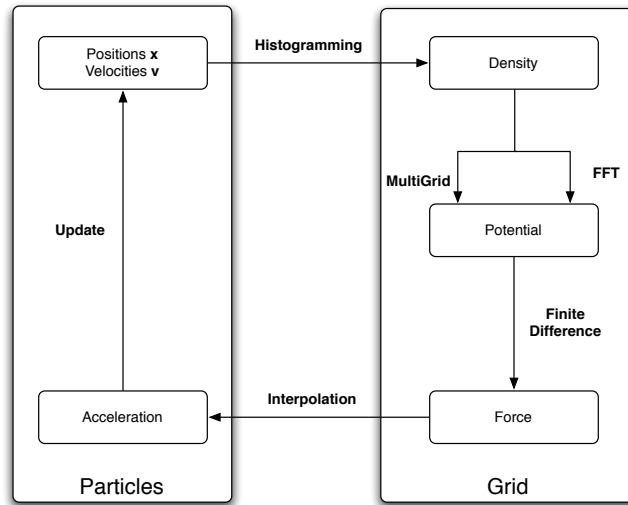 Positions x
Velocities v
Histogramming
Density
MultiGrid
FFT
Potential
Update
Finite
Difference
Acceleration
Interpolation
Force
Particles
Grid